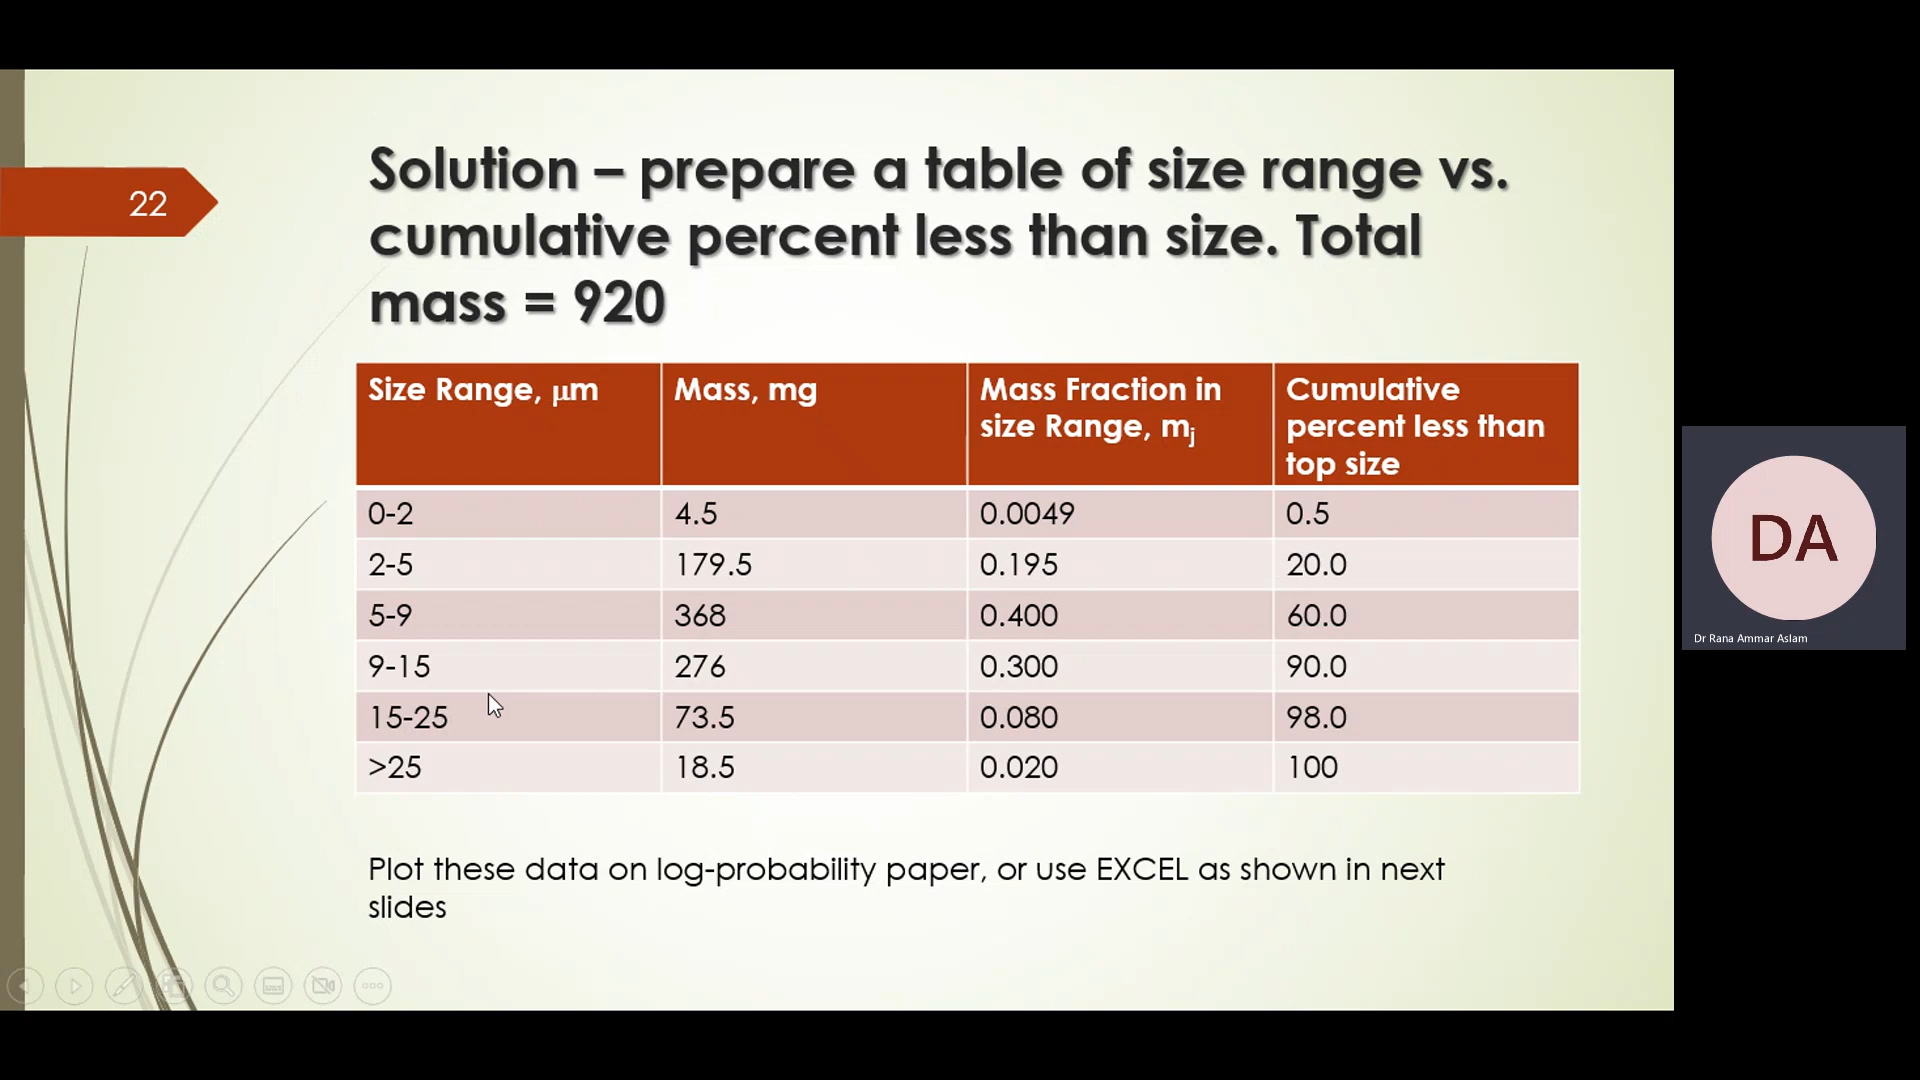 22
Solution – prepare a table of size range vs.
cumulative percent less than size. Total
mass = 920
Size Range, μm
Mass, mg
Mass Fraction in
size Range, mj
Cumulative
percent less than
top size
0-2
4.5
0.0049
0.5
2-5
179.5
0.195
20.0
5-9
368
0.400
60.0
9-15
276
0.300
90.0
15-25
73.5
0.080
98.0
>25
18.5
0.020
100
Plot these data on log-probability paper, or use EXCEL as shown in next
slides
DA
Dr Rana Ammar Aslam